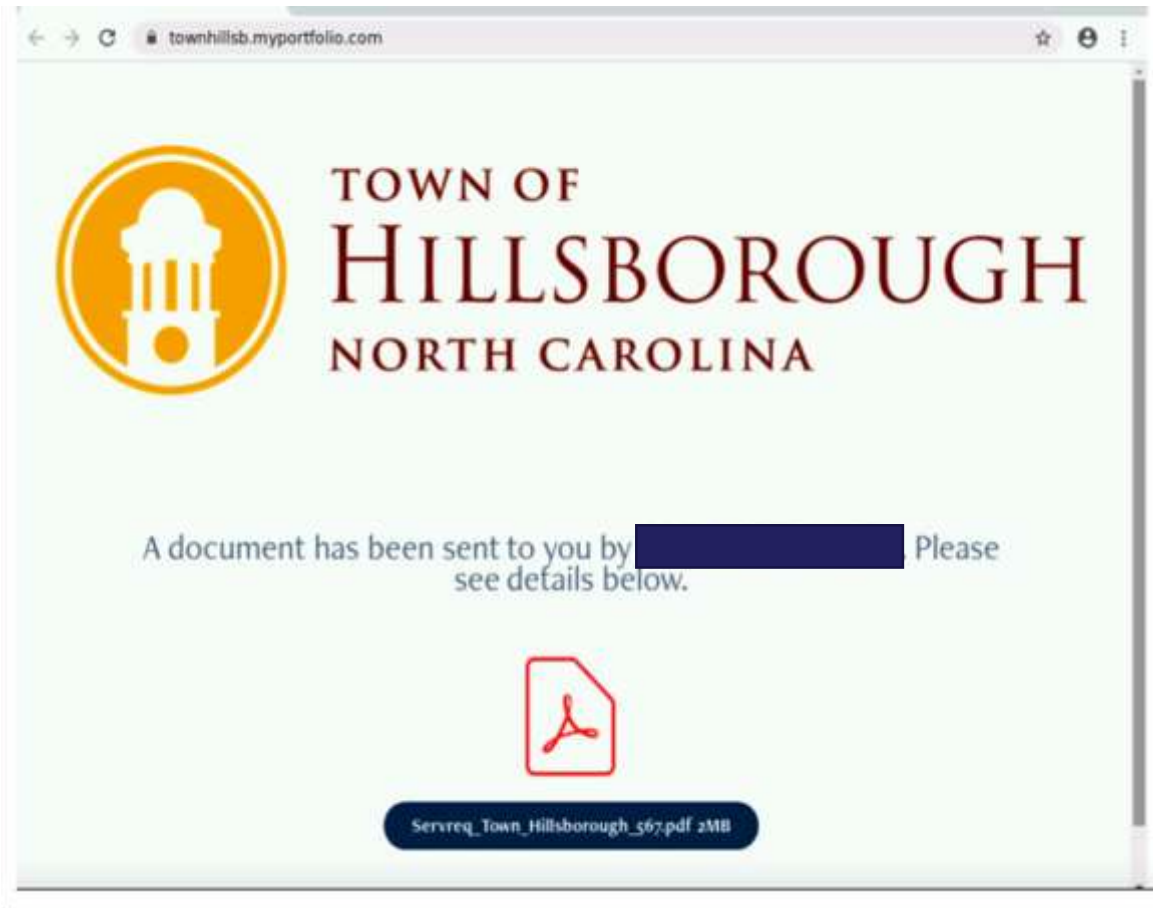 townhillsb.myportfolio.com
TOWN OF
HILLSBOROUGH
NORTH CAROLINA
A document has been sent to you by . Please
see details below.
Servreq_Town_Hillsborough_567.pdf 2MB